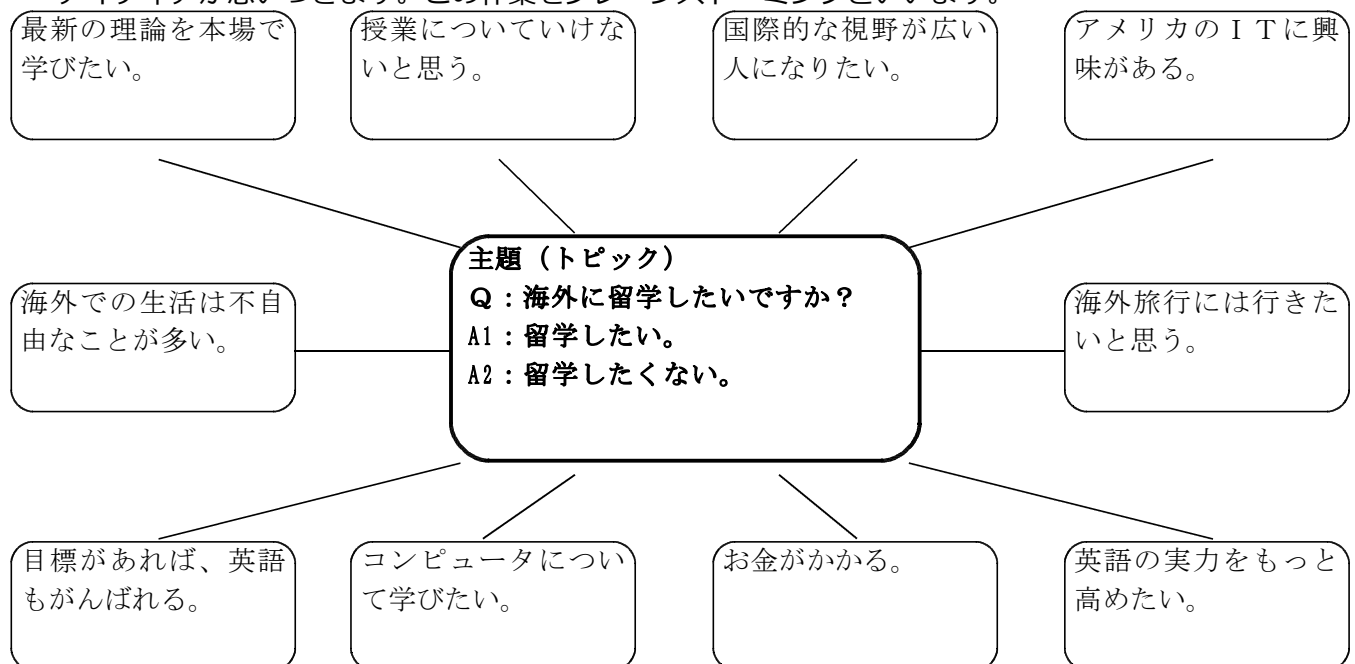 最新の理論を本場で
学びたい。
授業についていけな
いと思う。
国際的な視野が広い
人になりたい。
アメリカのＩＴに興
味がある。
海外での生活は不自
由なことが多い。
主題（トピック）
Ｑ：海外に留学したいですか？
A1：留学したい。
A2：留学したくない。
海外旅行には行きた
いと思う。
目標があれば、英語
もがんばれる。
コンピュータについ
て学びたい。
お金がかかる。
英語の実力をもっと
高めたい。